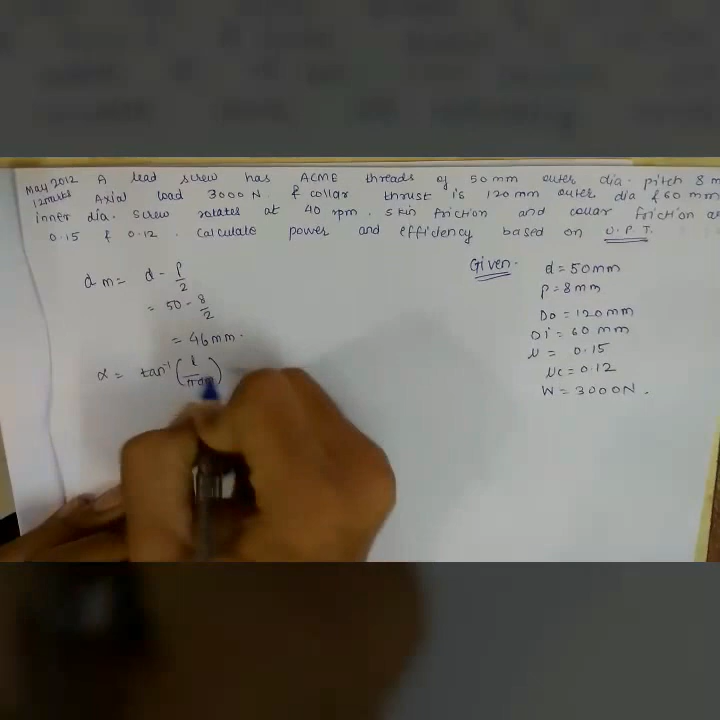 May 2012 A lead screw has ACME threads of 50 mm outer dia. pitch 8 m
12 marks Axial load 3000 N. & collar thrust is 120 mm outer dia & 60 mm
inner dia. Screw rotates at 40 rpm. skin friction and collar friction a
0.15 & 0.12. Calculate power and efficiency based on U.P.T.
Given.
d = 50 mm
P = 8 mm
Do = 120 mm
Di = 60 mm
μ = 0.15
μc = 0.12
W = 3000 N.
dm = d - P/2
= 50 - 8/2
= 46 mm.
α = tan⁻¹ (l/πdm)